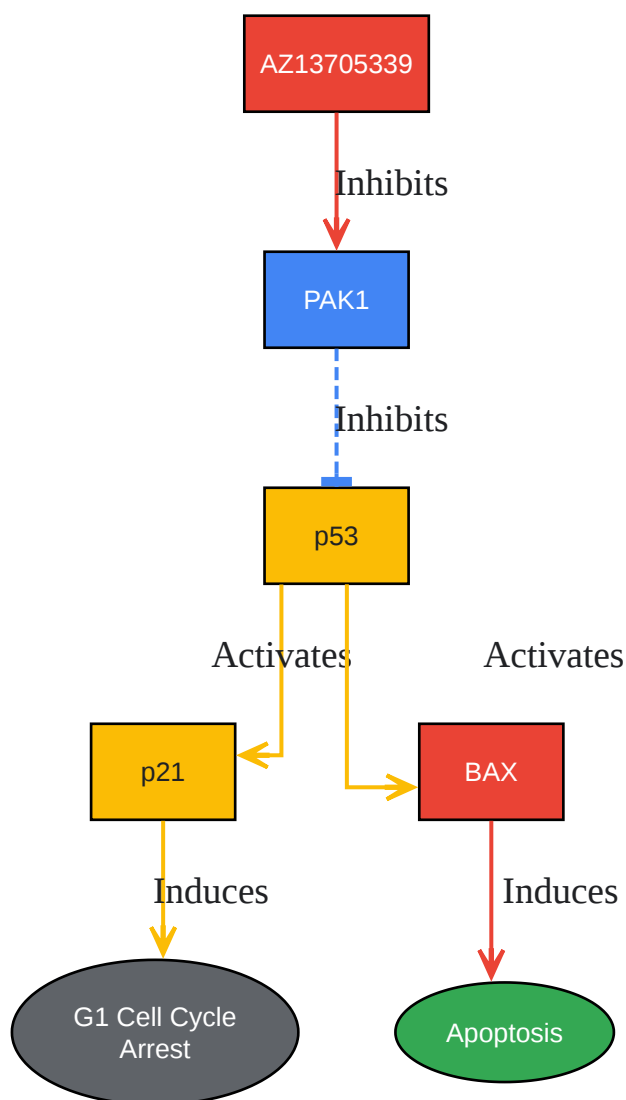 AZ13705339
Inhibits
PAK1
Inhibits
p53
Activates
Activates
p21
BAX
Induces
Induces
G1 Cell Cycle
Arrest
Apoptosis